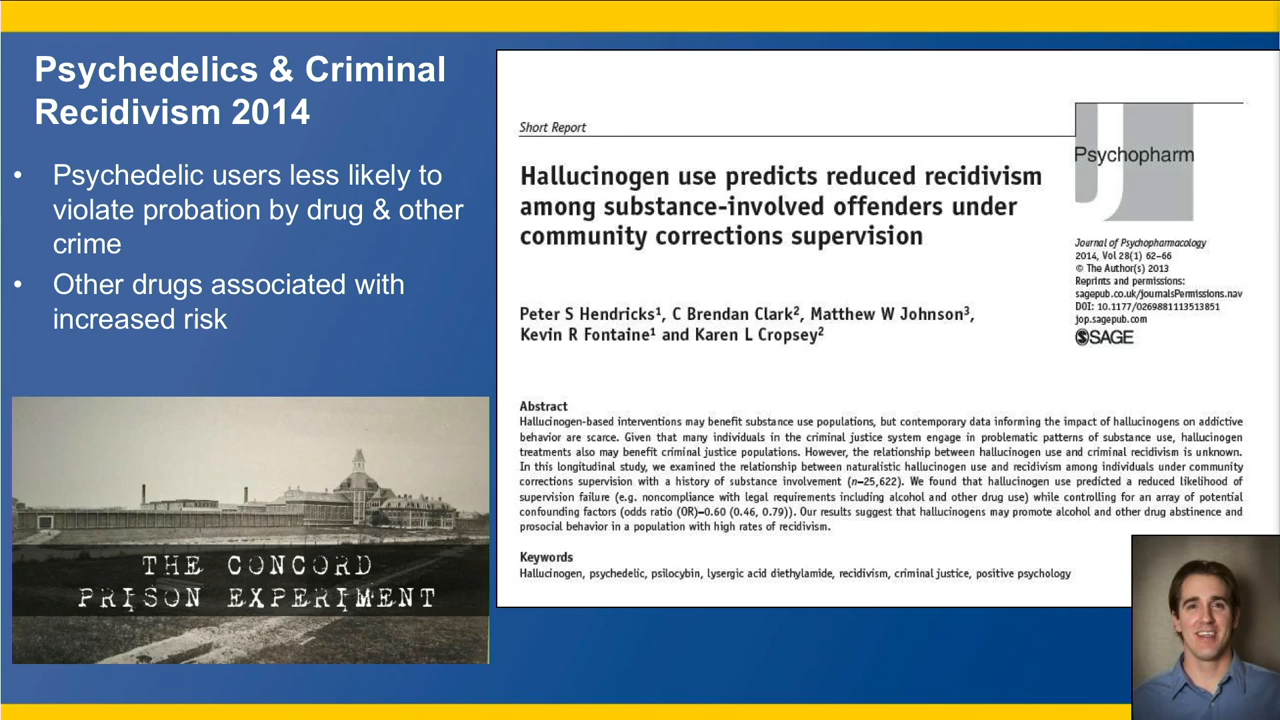 Psychedelics & Criminal
Recidivism 2014
• Psychedelic users less likely to
violate probation by drug & other
crime
• Other drugs associated with
increased risk
THE CONCORD
PRISON EXPERIMENT
Short Report
Hallucinogen use predicts reduced recidivism
among substance-involved offenders under
community corrections supervision
J
Psychopharm
Journal of Psychopharmacology
2014, Vol 28(1) 62–66
© The Author(s) 2013
Reprints and permissions:
sagepub.co.uk/journalsPermissions.nav
DOI: 10.1177/0269881113513851
jop.sagepub.com
SAGE
Peter S Hendricks¹, C Brendan Clark², Matthew W Johnson³,
Kevin R Fontaine¹ and Karen L Cropsey²
Abstract
Hallucinogen-based interventions may benefit substance use populations, but contemporary data informing the impact of hallucinogens on addictive
behavior are scarce. Given that many individuals in the criminal justice system engage in problematic patterns of substance use, hallucinogen
treatments also may benefit criminal justice populations. However, the relationship between hallucinogen use and criminal recidivism is unknown.
In this longitudinal study, we examined the relationship between naturalistic hallucinogen use and recidivism among individuals under community
corrections supervision with a history of substance involvement (n=25,622). We found that hallucinogen use predicted a reduced likelihood of
supervision failure (e.g. noncompliance with legal requirements including alcohol and other drug use) while controlling for an array of potential
confounding factors (odds ratio (OR)=0.60 (0.46, 0.79)). Our results suggest that hallucinogens may promote alcohol and other drug abstinence and
prosocial behavior in a population with high rates of recidivism.
Keywords
Hallucinogen, psychedelic, psilocybin, lysergic acid diethylamide, recidivism, criminal justice, positive psychology